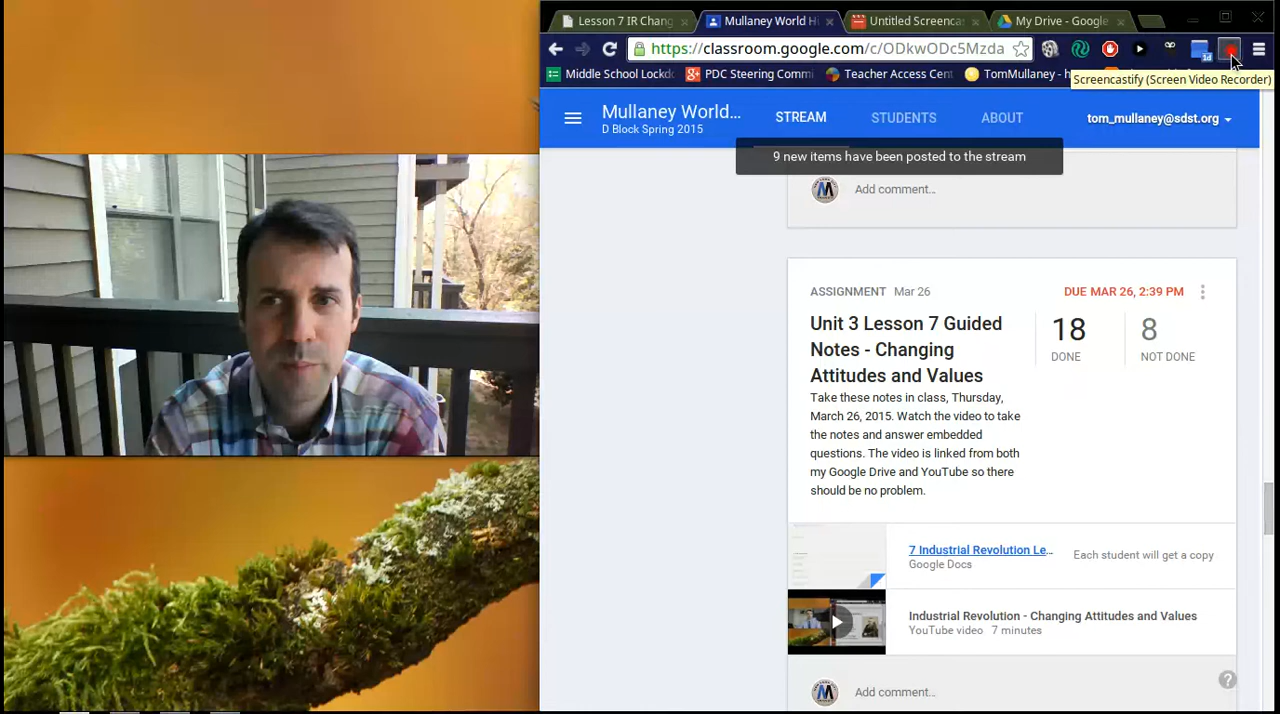 Lesson 7 IR Chang
Mullaney World Hi
Untitled Screencas
My Drive - Google
https://classroom.google.com/c/ODkwODc5Mzda
Middle School Lockdo
PDC Steering Commi
Teacher Access Cent
TomMullaney - h
Screencastify (Screen Video Recorder)
Mullaney World...
D Block Spring 2015
STREAM
STUDENTS
ABOUT
tom_mullaney@sdst.org
9 new items have been posted to the stream
Add comment...
ASSIGNMENT Mar 26
DUE MAR 26, 2:39 PM
Unit 3 Lesson 7 Guided
Notes - Changing
Attitudes and Values
18
DONE
8
NOT DONE
Take these notes in class, Thursday,
March 26, 2015. Watch the video to take
the notes and answer embedded
questions. The video is linked from both
my Google Drive and YouTube so there
should be no problem.
7 Industrial Revolution Le...
Google Docs
Each student will get a copy
Industrial Revolution - Changing Attitudes and Values
YouTube video 7 minutes
Add comment...